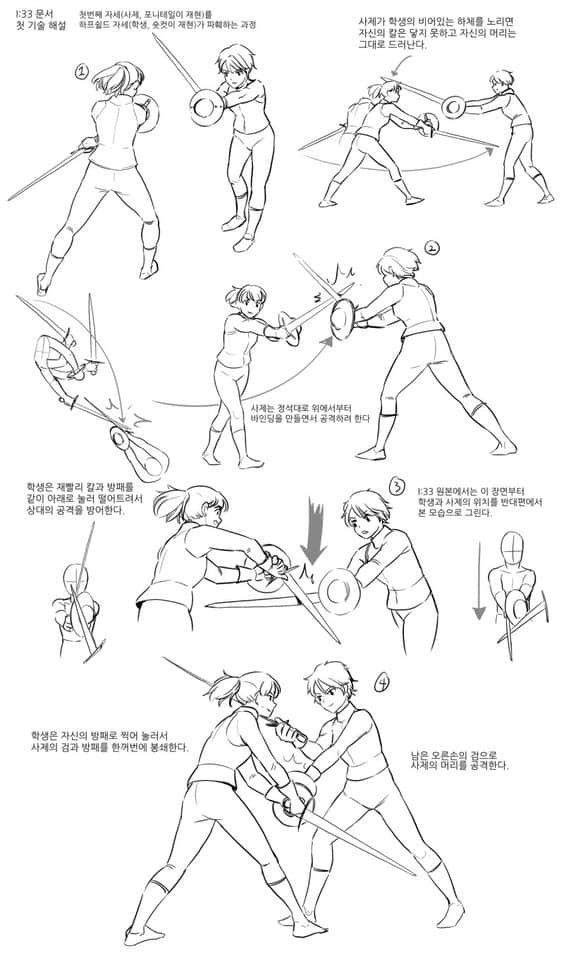 I:33 문서
첫 기술 해설
첫번째 자세(사제, 포니테일이 재현)를
하프쉴드 자세(학생, 숏컷이 재현)가 파훼하는 과정
①
사제가 학생의 비어있는 하체를 노리면
자신의 칼은 닿지 못하고 자신의 머리는
그대로 드러난다.
②
사제는 정석대로 위에서부터
바인딩을 만들면서 공격하려 한다
학생은 재빨리 칼과 방패를
같이 아래로 눌러 떨어트려서
상대의 공격을 방어한다.
③
I:33 원본에서는 이 장면부터
학생과 사제의 위치를 반대편에서
본 모습으로 그린다.
④
학생은 자신의 방패로 찍어 눌러서
사제의 검과 방패를 한꺼번에 봉쇄한다.
남은 오른손의 검으로
사제의 머리를 공격한다.